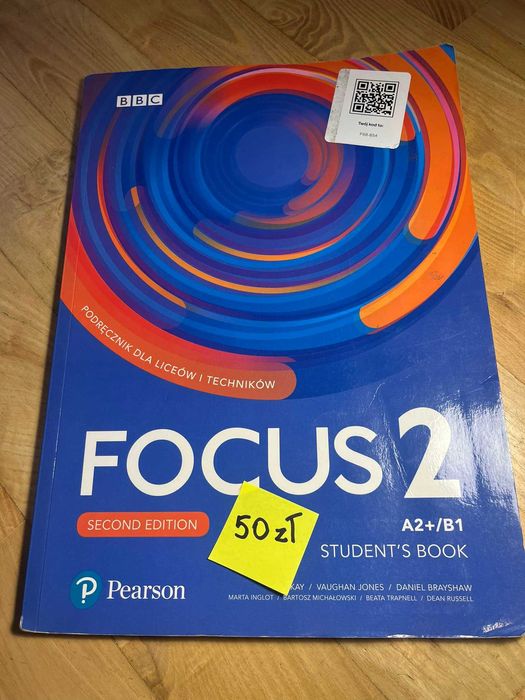 BBC
Twój kod to:
PODRĘCZNIK DLA LICEÓW I TECHNIKÓW
FOCUS 2
SECOND EDITION
50 zł
A2+/B1
STUDENT'S BOOK
KAY / VAUGHAN JONES / DANIEL BRAYSHAW
MARTA INGLOT / BARTOSZ MICHAŁOWSKI / BEATA TRAPNELL / DEAN RUSSELL
Pearson